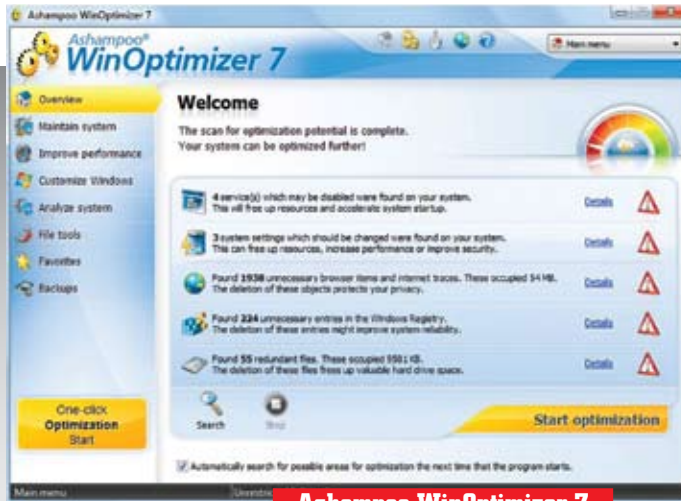 Ashampoo WinOptimizer 7
Ashampoo®
WinOptimizer 7
Main menu
Overview
Maintain system
Improve performance
Customize Windows
Analyze system
File tools
Favorites
Backups
One-click
Optimization
Start
Welcome
The scan for optimization potential is complete.
Your system can be optimized further!
4 service(s) which may be disabled were found on your system.
This will free up resources and accelerate system startup.
Details
3 system settings which should be changed were found on your system.
This can free up resources, increase performance or improve security.
Details
Found 1938 unnecessary browser items and internet traces. These occupied 54 MB.
The deletion of these objects protects your privacy.
Details
Found 224 unnecessary entries in the Windows Registry.
The deletion of these entries might improve system reliability.
Details
Found 55 redundant files. These occupied KB.
The deletion of these files frees up valuable hard drive space.
Details
Search
Stop
Start optimization
Automatically search for possible areas for optimization the next time that the program starts.
Main menu
Ashampoo WinOptimizer 7